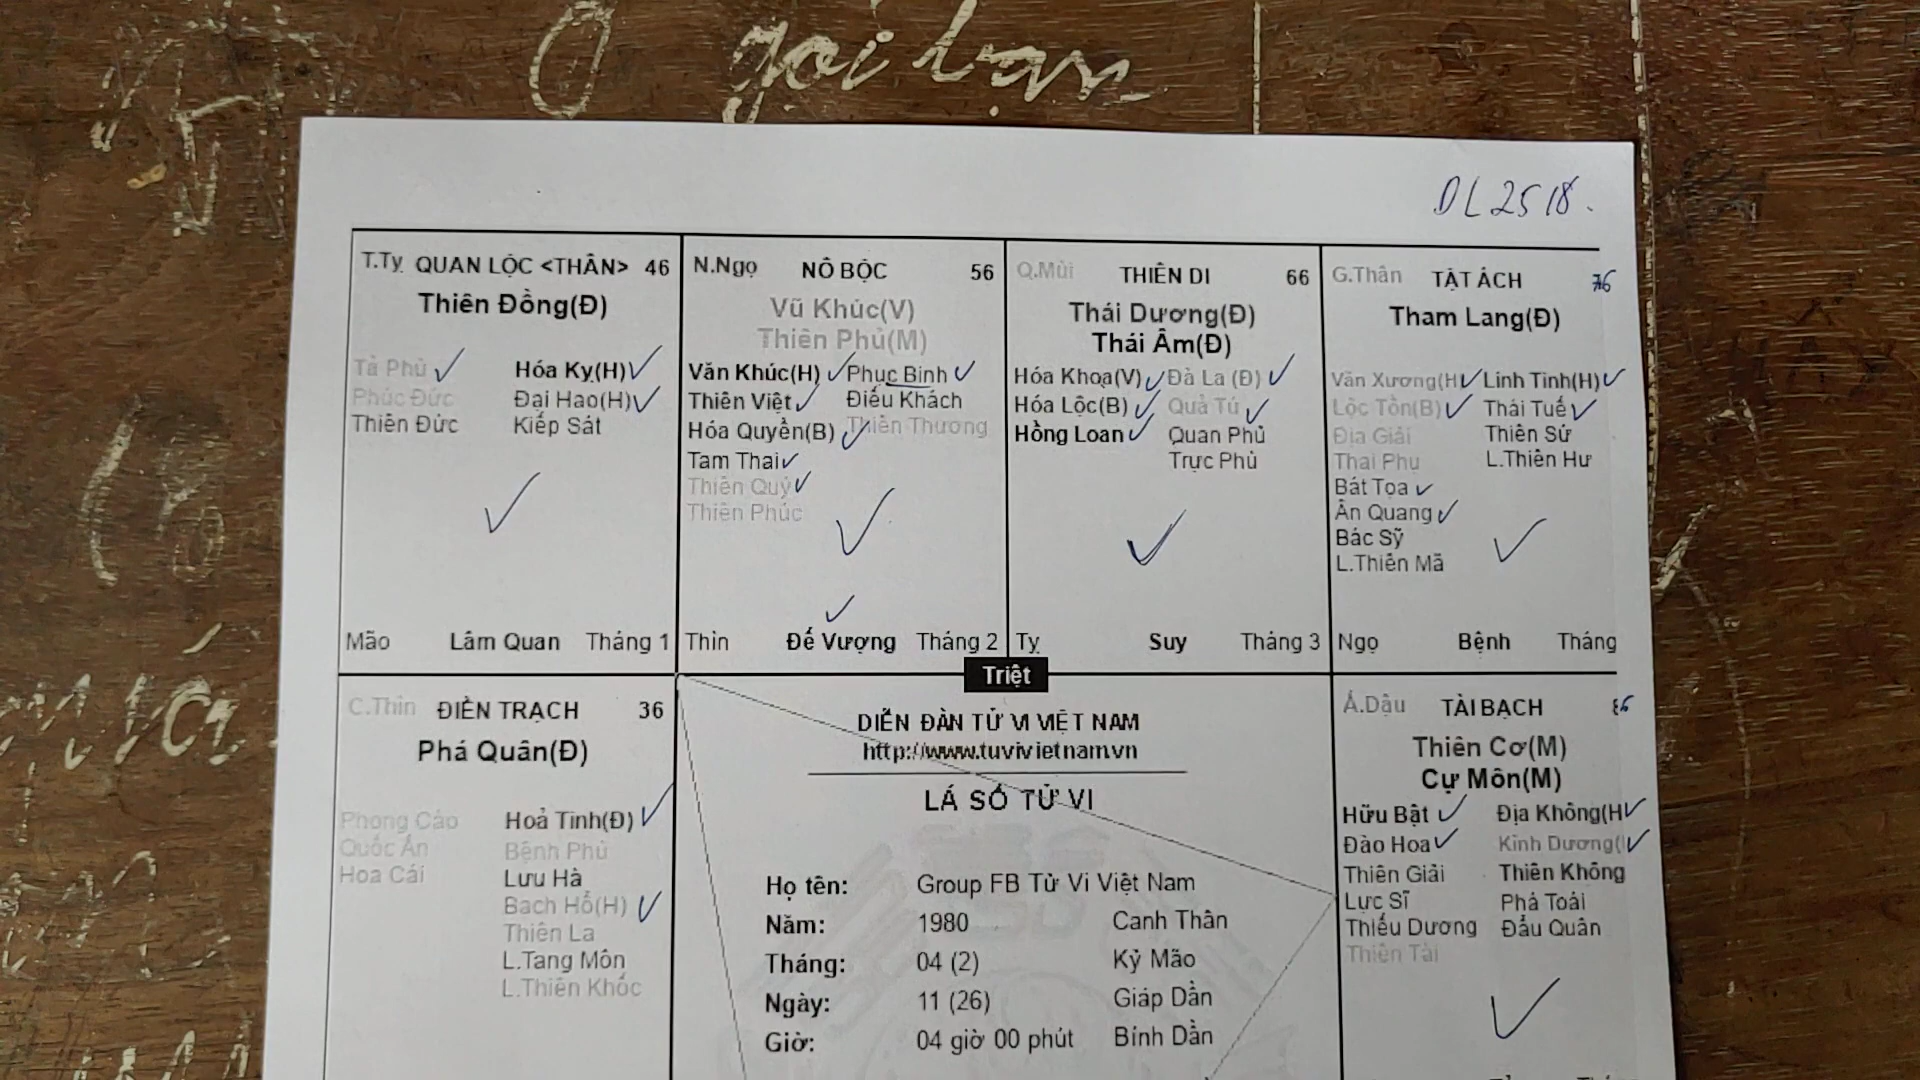 O gọi bạn
DL2518.
T.Tỵ QUAN LỘC <THÂN> 46
Thiên Đồng(Đ)
Tả Phù Hóa Kỵ(H)
Phúc Đức Đại Hao(H)
Thiên Đức Kiếp Sát
Mão Lâm Quan Tháng 1
N.Ngọ NÔ BỘC 56
Vũ Khúc(V)
Thiên Phủ(M)
Văn Khúc(H) Phục Binh
Thiên Việt Điếu Khách
Hóa Quyền(B) Thiên Thương
Tam Thai
Thiên Quý
Thiên Phúc
Thìn Đế Vượng Tháng 2
Q.Mùi THIÊN DI 66
Thái Dương(Đ)
Thái Âm(Đ)
Hóa Khoa(V) Đà La (Đ)
Hóa Lộc(B) Quả Tú
Hồng Loan Quan Phủ
Trực Phù
Tỵ Suy Tháng 3
G.Thân TẬT ÁCH 76
Tham Lang(Đ)
Văn Xương(H Linh Tinh(H)
Lộc Tồn(B) Thái Tuế
Địa Giải Thiên Sứ
Thai Phụ L.Thiên Hư
Bát Tọa
Ân Quang
Bác Sỹ
L.Thiên Mã
Ngọ Bệnh Tháng
Triệt
C.Thìn ĐIỀN TRẠCH 36
Phá Quân(Đ)
Phong Cáo Hoả Tinh(Đ)
Quốc Ấn Bệnh Phù
Hoa Cái Lưu Hà
Bạch Hổ(H)
Thiên La
L.Tang Môn
L.Thiên Khốc
DIỄN ĐÀN TỬ VI VIỆT NAM
http://www.tuvivietnam.vn
LÁ SỐ TỬ VI
Họ tên: Group FB Tử Vi Việt Nam
Năm: 1980 Canh Thân
Tháng: 04 (2) Kỷ Mão
Ngày: 11 (26) Giáp Dần
Giờ: 04 giờ 00 phút Bính Dần
Ấ.Dậu TÀI BẠCH 86
Thiên Cơ(M)
Cự Môn(M)
Hữu Bật Địa Không(H
Đào Hoa Kình Dương(
Thiên Giải Thiên Không
Lực Sĩ Phá Toái
Thiếu Dương Đẩu Quân
Thiên Tài